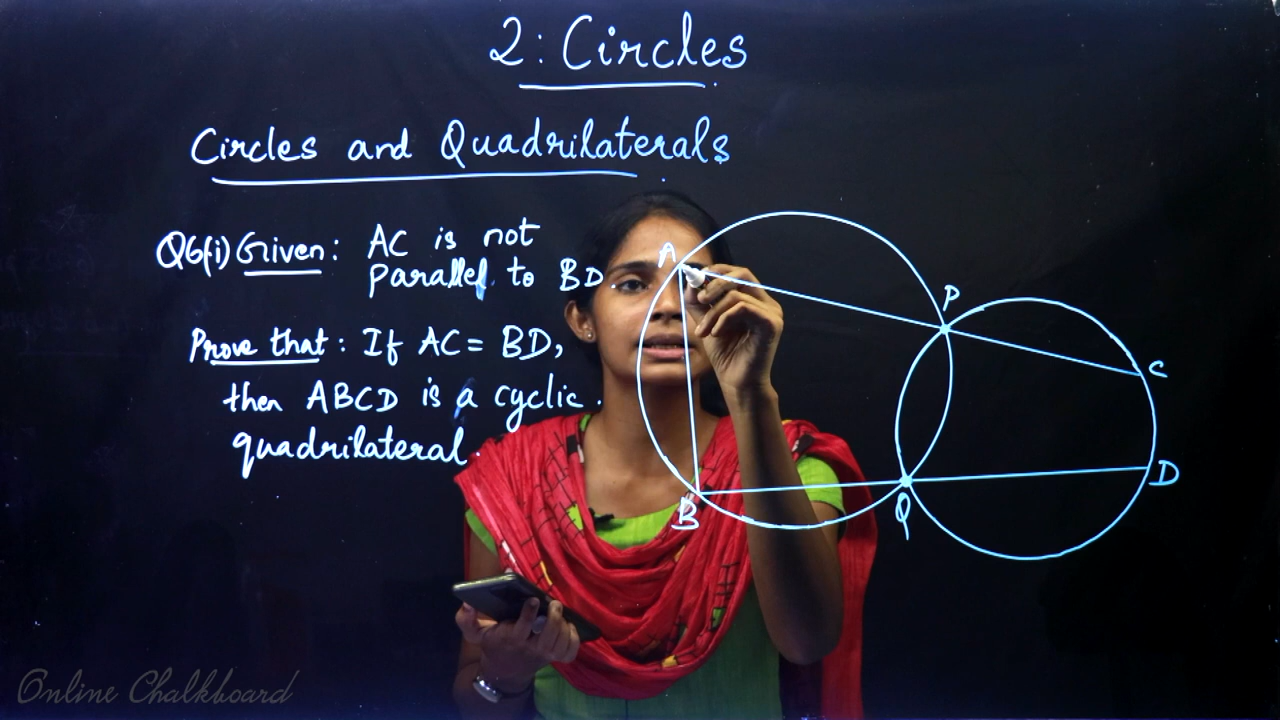 2: Circles
Circles and Quadrilaterals
Q6(i) Given: AC is not
parallel to BD.
Prove that: If AC = BD,
then ABCD is a cyclic
quadrilateral.
A
P
C
D
B
Q
Online Chalkboard